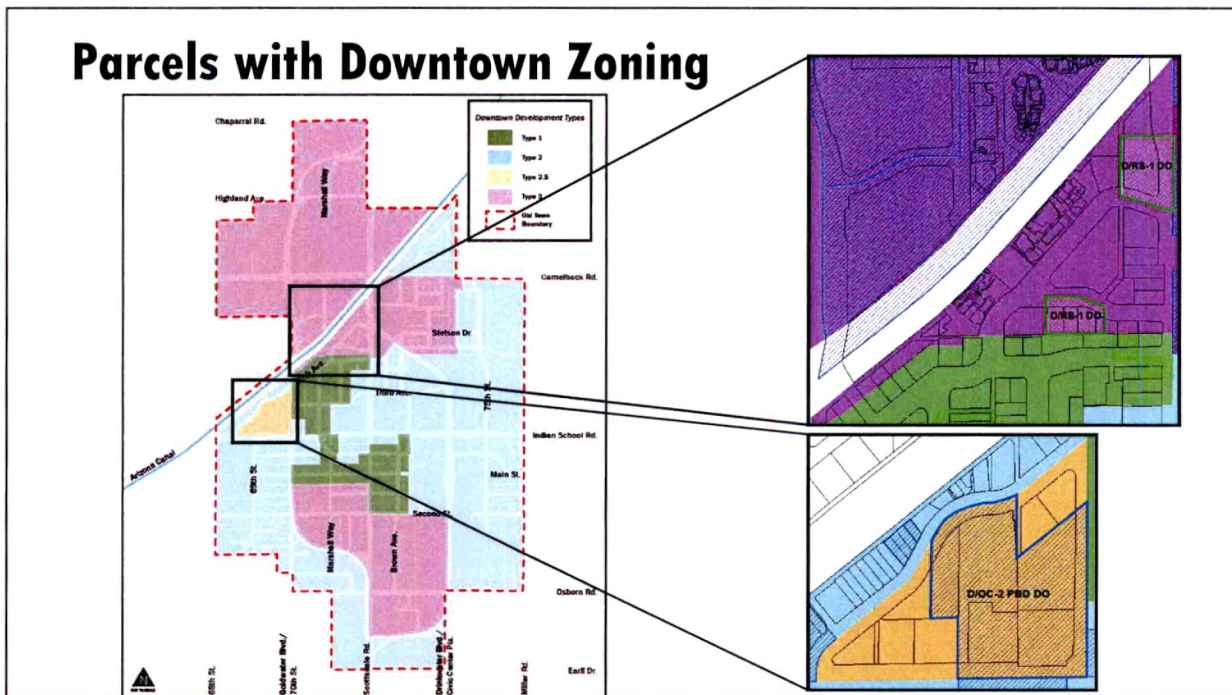 Parcels with Downtown Zoning
Chaparral Rd.
Downtown Development Types
Type 1
Type 2
Type 2.5
Type 3
Old Town
Boundary
Highland Ave.
Marshall Way
D/RS-1 DO
Camelback Rd.
Stetson Dr.
D/RS-1 DO
Third Ave.
75th St.
Indian School Rd.
Arizona Canal
69th St.
Main St.
Second St.
Marshall Way
Brown Ave.
D/OC-2 PBD DO
Osborn Rd.
68th St.
Goldwater Blvd./
70th St.
Scottsdale Rd.
Drinkwater Blvd./
Civic Center Plz.
Miller Rd.
Earll Dr.